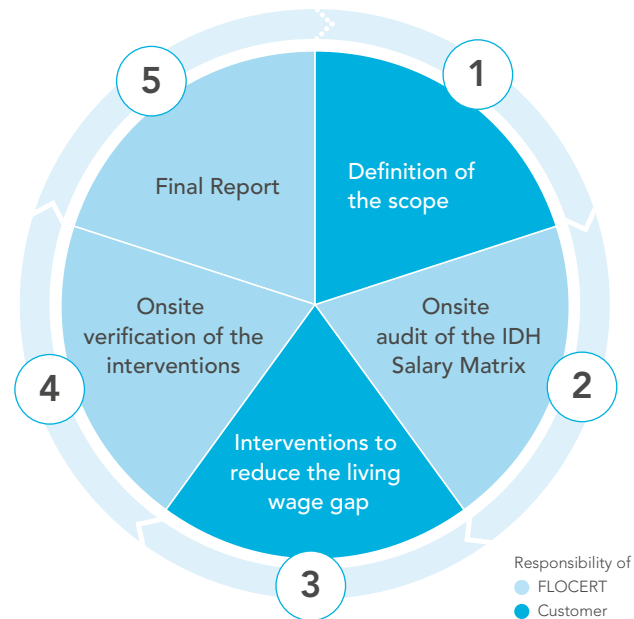 1
Definition of
the scope
2
Onsite
audit of the IDH
Salary Matrix
3
Interventions to
reduce the living
wage gap
4
Onsite
verification of the
interventions
5
Final Report
Responsibility of
FLOCERT
Customer